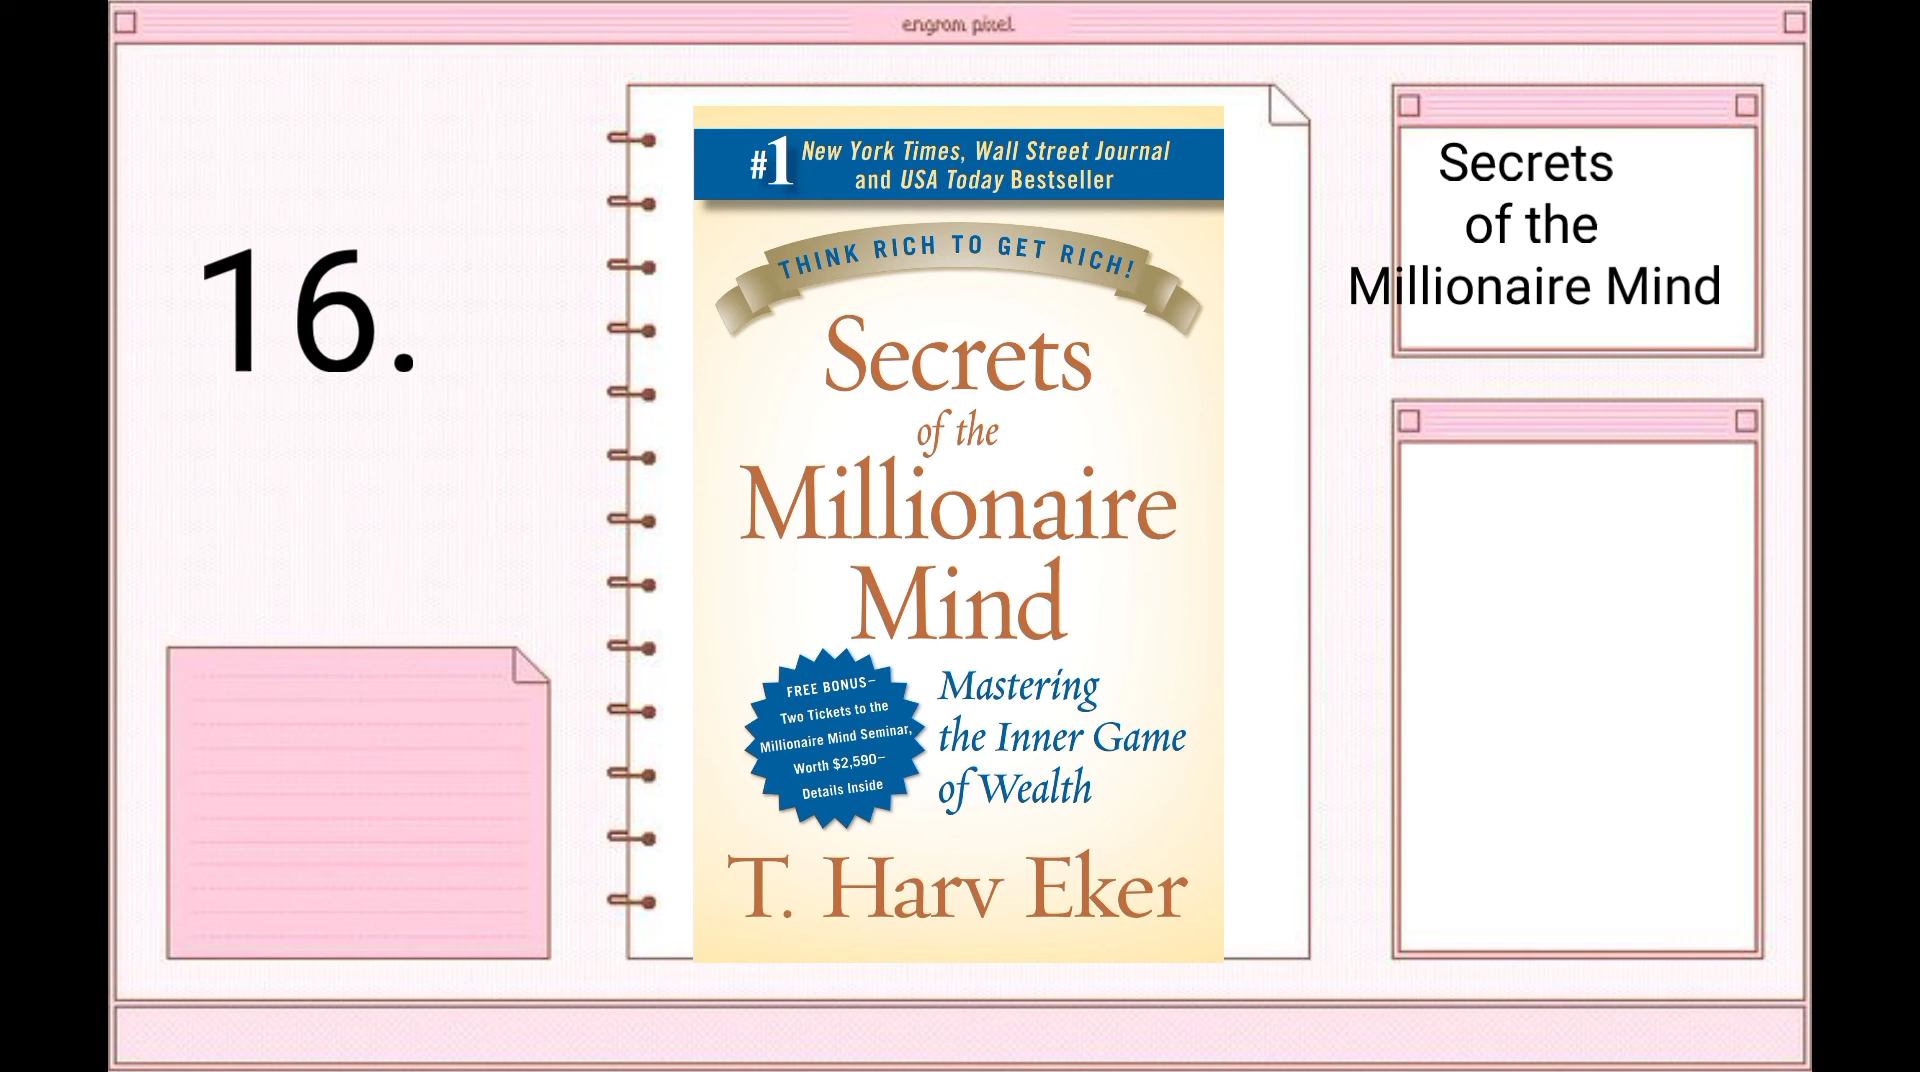 engram pixel
16.
#1 New York Times, Wall Street Journal
and USA Today Bestseller
THINK RICH TO GET RICH!
Secrets
of the
Millionaire
Mind
FREE BONUS–
Two Tickets to the
Millionaire Mind Seminar,
Worth $2,590–
Details Inside
Mastering
the Inner Game
of Wealth
T. Harv Eker
Secrets
of the
Millionaire Mind